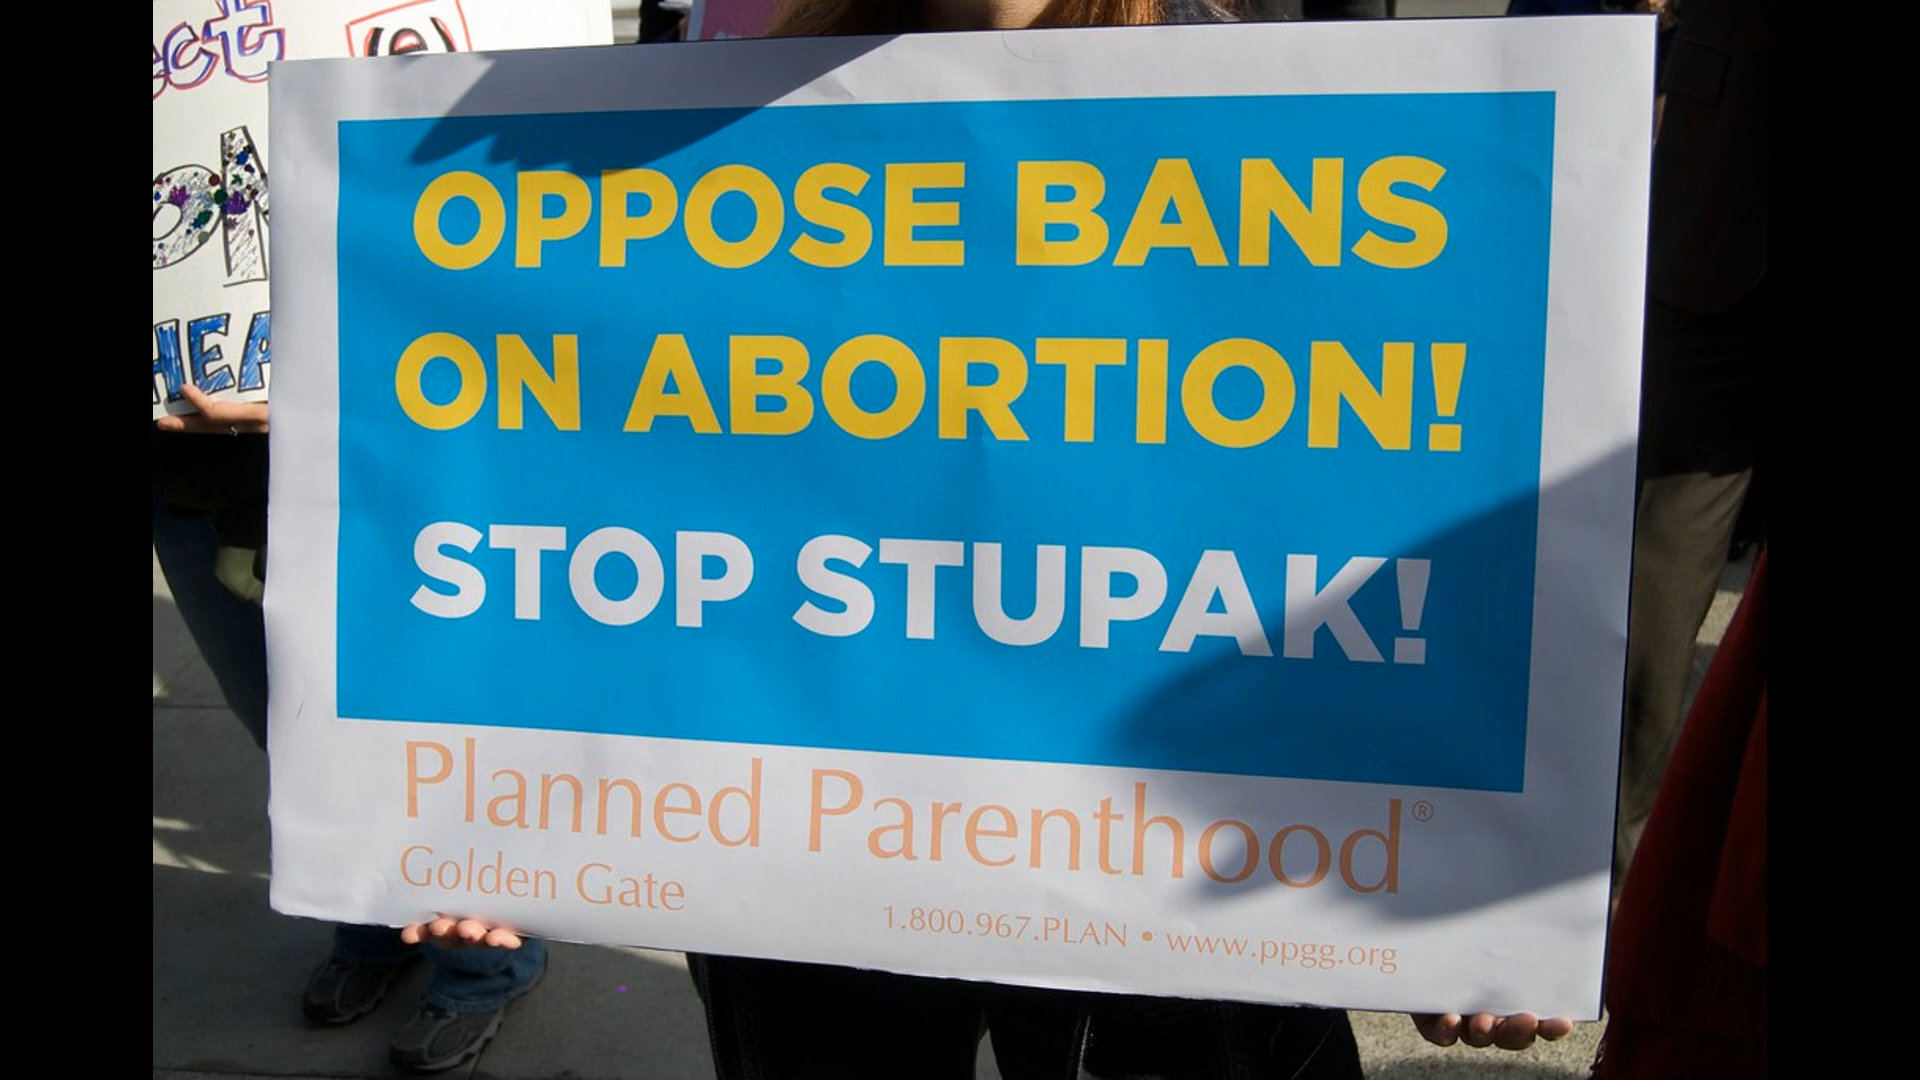 OPPOSE BANS
ON ABORTION!
STOP STUPAK!
Planned Parenthood®
Golden Gate
1.800.967.PLAN • www.ppgg.org